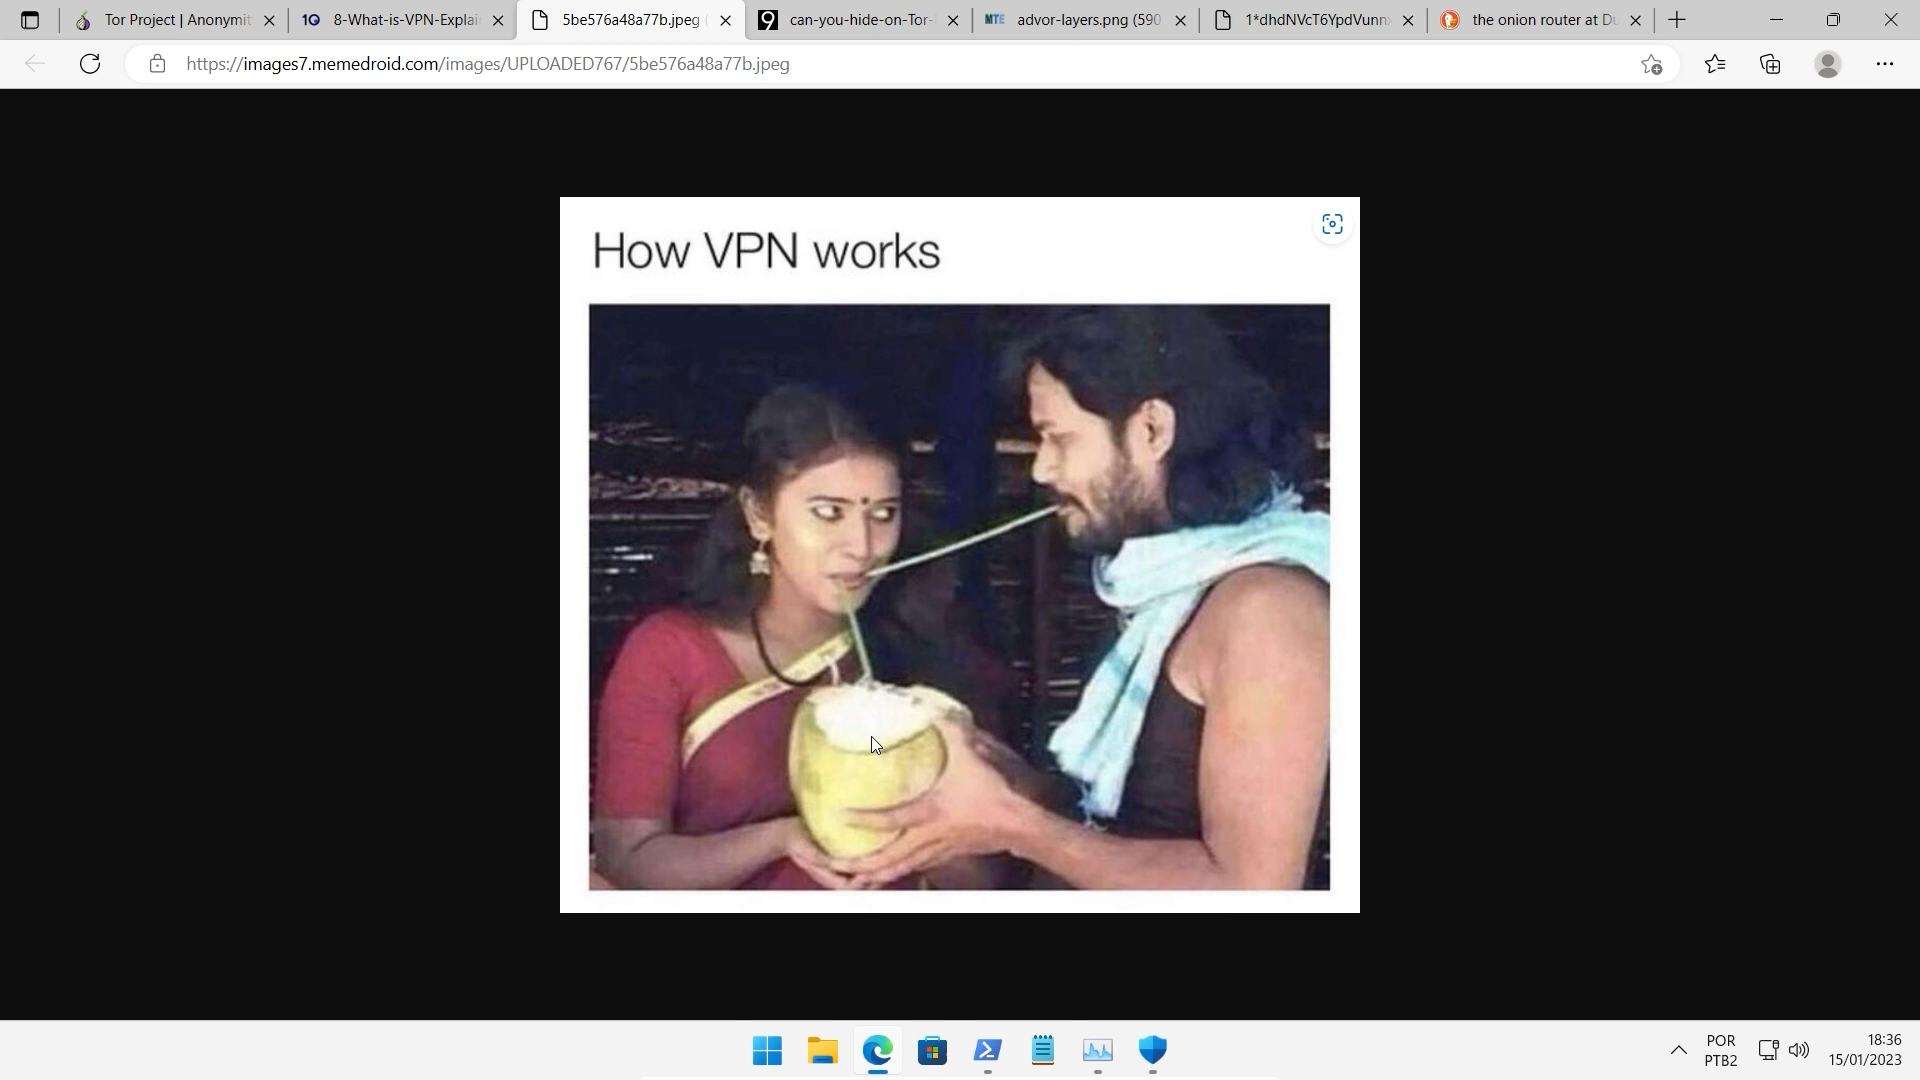 Tor Project | Anonymit
8-What-is-VPN-Explai
5be576a48a77b.jpeg (
can-you-hide-on-Tor-
MTE advor-layers.png (590
1*dhdNVcT6YpdVunn
the onion router at Du
https://images7.memedroid.com/images/UPLOADED767/5be576a48a77b.jpeg
How VPN works
POR
PTB2
18:36
15/01/2023